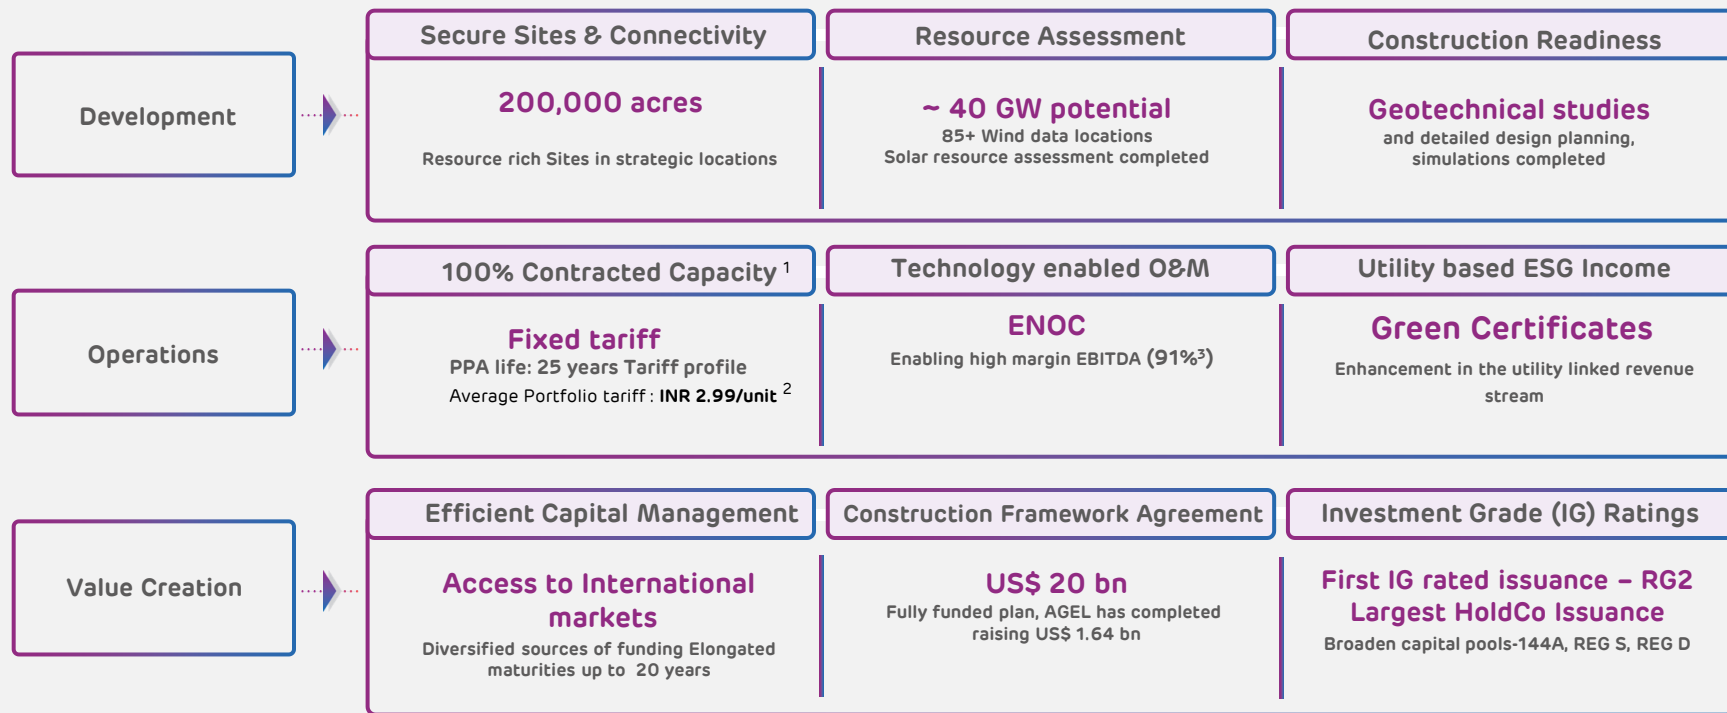 Development
Secure Sites & Connectivity
200,000 acres
Resource rich Sites in strategic locations
Resource Assessment
~ 40 GW potential
85+ Wind data locations
Solar resource assessment completed
Construction Readiness
Geotechnical studies
and detailed design planning,
simulations completed
Operations
100% Contracted Capacity 1
Fixed tariff
PPA life: 25 years Tariff profile
Average Portfolio tariff : INR 2.99/unit 2
Technology enabled O&M
ENOC
Enabling high margin EBITDA (91%3)
Utility based ESG Income
Green Certificates
Enhancement in the utility linked revenue
stream
Value Creation
Efficient Capital Management
Access to International
markets
Diversified sources of funding Elongated
maturities up to 20 years
Construction Framework Agreement
US$ 20 bn
Fully funded plan, AGEL has completed
raising US$ 1.64 bn
Investment Grade (IG) Ratings
First IG rated issuance – RG2
Largest HoldCo Issuance
Broaden capital pools-144A, REG S, REG D